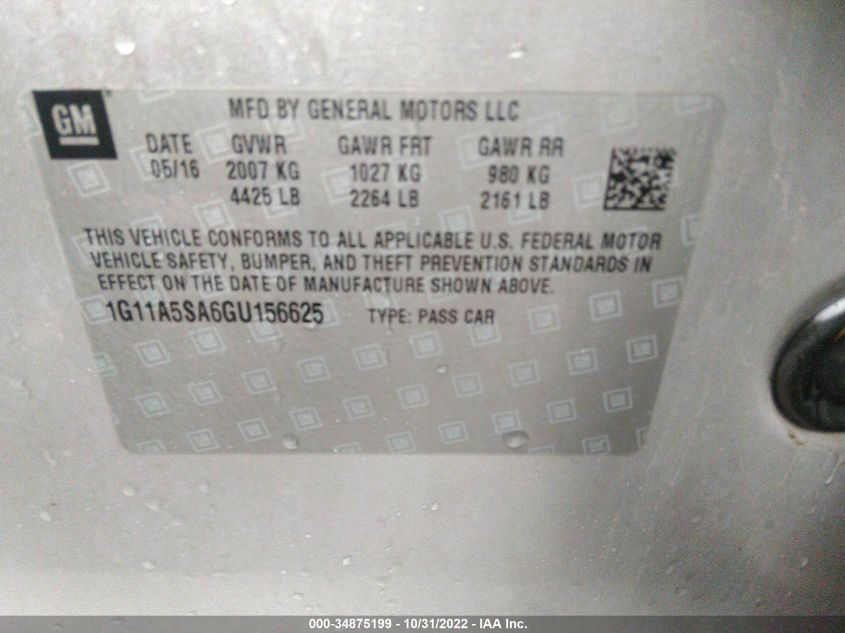 GM
MFD BY GENERAL MOTORS LLC
DATE GVWR GAWR FRT GAWR RR
05/16 2007 KG 1027 KG 980 KG
4425 LB 2264 LB 2161 LB
THIS VEHICLE CONFORMS TO ALL APPLICABLE U.S. FEDERAL MOTOR
VEHICLE SAFETY, BUMPER, AND THEFT PREVENTION STANDARDS IN
EFFECT ON THE DATE OF MANUFACTURE SHOWN ABOVE.
1G11A5SA6GU156625 TYPE: PASS CAR
000-34875199 - 10/31/2022 - IAA Inc.